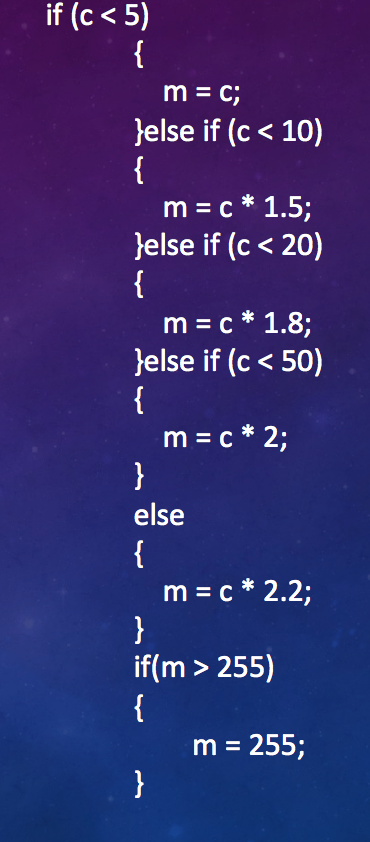 if (c < 5)
{
m = c;
}else if (c < 10)
{
m = c * 1.5;
}else if (c < 20)
{
m = c * 1.8;
}else if (c < 50)
{
m = c * 2;
}
else
{
m = c * 2.2;
}
if(m > 255)
{
m = 255;
}